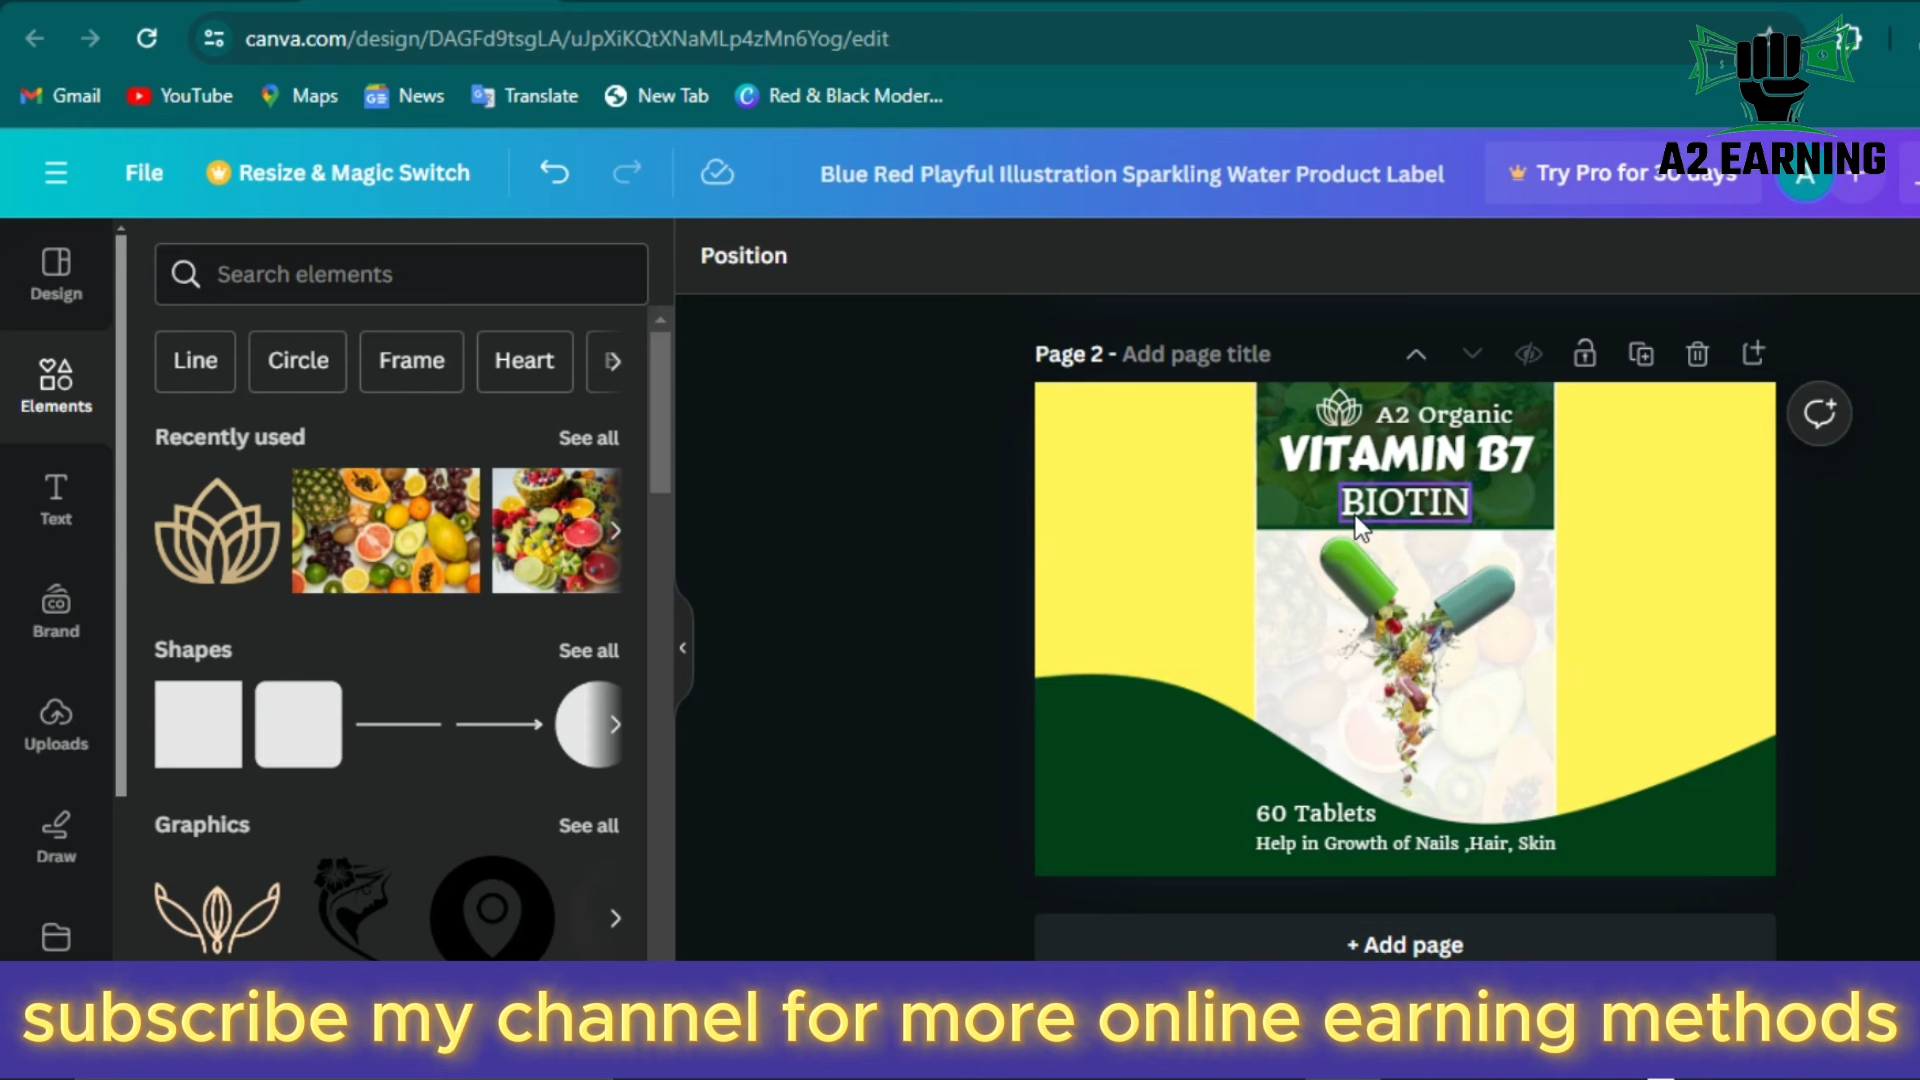 canva.com/design/DAGFd9tsgLA/uJpXiKQtXNaMLp4zMn6Yog/edit
Gmail
YouTube
Maps
News
Translate
New Tab
Red & Black Moder...
A2 EARNING
File
Resize & Magic Switch
Blue Red Playful Illustration Sparkling Water Product Label
Try Pro for 30 days
A
Design
Elements
Text
Brand
Uploads
Draw
Search elements
Line
Circle
Frame
Heart
Recently used
See all
Shapes
See all
Graphics
See all
Position
Page 2 - Add page title
A2 Organic
VITAMIN B7
BIOTIN
60 Tablets
Help in Growth of Nails ,Hair, Skin
+ Add page
subscribe my channel for more online earning methods